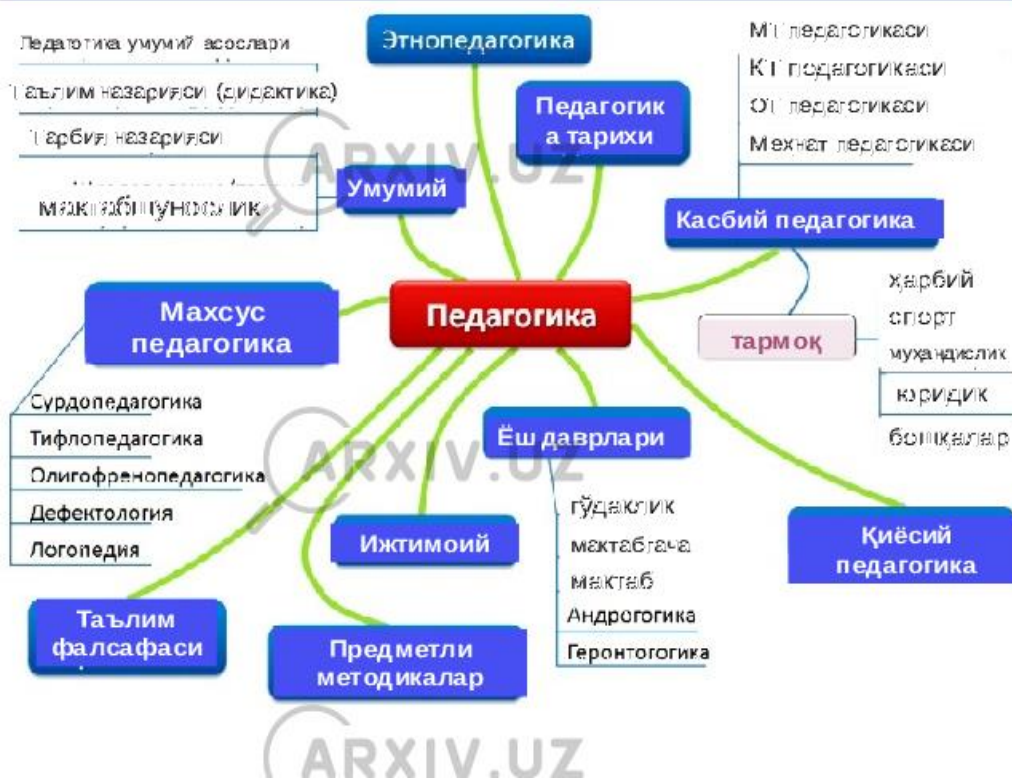 Этнопедагогика
Педагогика умумий асослари
Таълим назарияси (дидактика)
Тарбия назарияси
мактабшунослик
Умумий
Педагогик
а тарихи
МТ педагогикаси
КТ педагогикаси
ОТ педагогикаси
Мехнат педагогикаси
Касбий педагогика
тармоқ
ҳарбий
спорт
муҳандислик
юридик
бошқалар
Педагогика
Махсус
педагогика
Сурдопедагогика
Тифлопедагогика
Олигофренопедагогика
Дефектология
Логопедия
Ёш даврлари
гўдаклик
мактабгача
мактаб
Андрогогика
Геронтогогика
Ижтимоий
Қиёсий
педагогика
Таълим
фалсафаси
Предметли
методикалар
ARXIV.UZ
ARXIV.UZ
ARXIV.UZ